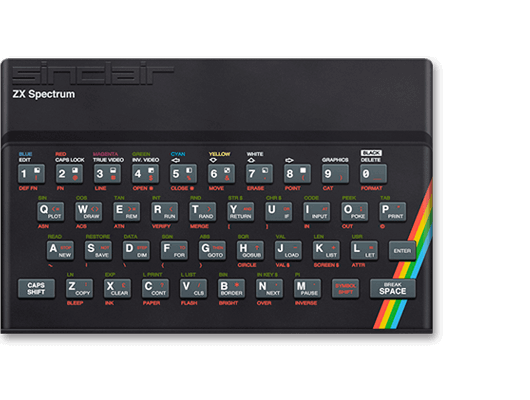 sinclair
ZX Spectrum
BLUE RED MAGENTA GREEN CYAN YELLOW WHITE BLACK
EDIT CAPS LOCK TRUE VIDEO INV. VIDEO GRAPHICS DELETE
1 2 3 4 5 6 7 8 9 0
DEF FN FN LINE OPEN # CLOSE # MOVE ERASE POINT CAT FORMAT
SIN COS TAN INT RND STR $ CHR $ CODE PEEK TAB
Q PLOT W DRAW E REM R RUN T RAND Y RETURN U IF I INPUT O POKE P PRINT
ASN ACS ATN VERIFY MERGE IN OUT ©
READ RESTORE DATA SGN ABS SQR VAL LEN USR
A NEW S SAVE D DIM F FOR G GOTO H GOSUB J LOAD K LIST L LET ENTER
CIRCLE VAL $ SCREEN $ ATTR
LN EXP L PRINT L LIST BIN IN KEY $ PI
CAPS SHIFT Z COPY X CLEAR C CONT V CLS B BORDER N NEXT M PAUSE SYMBOL SHIFT BREAK SPACE
BLEEP INK PAPER FLASH BRIGHT OVER INVERSE